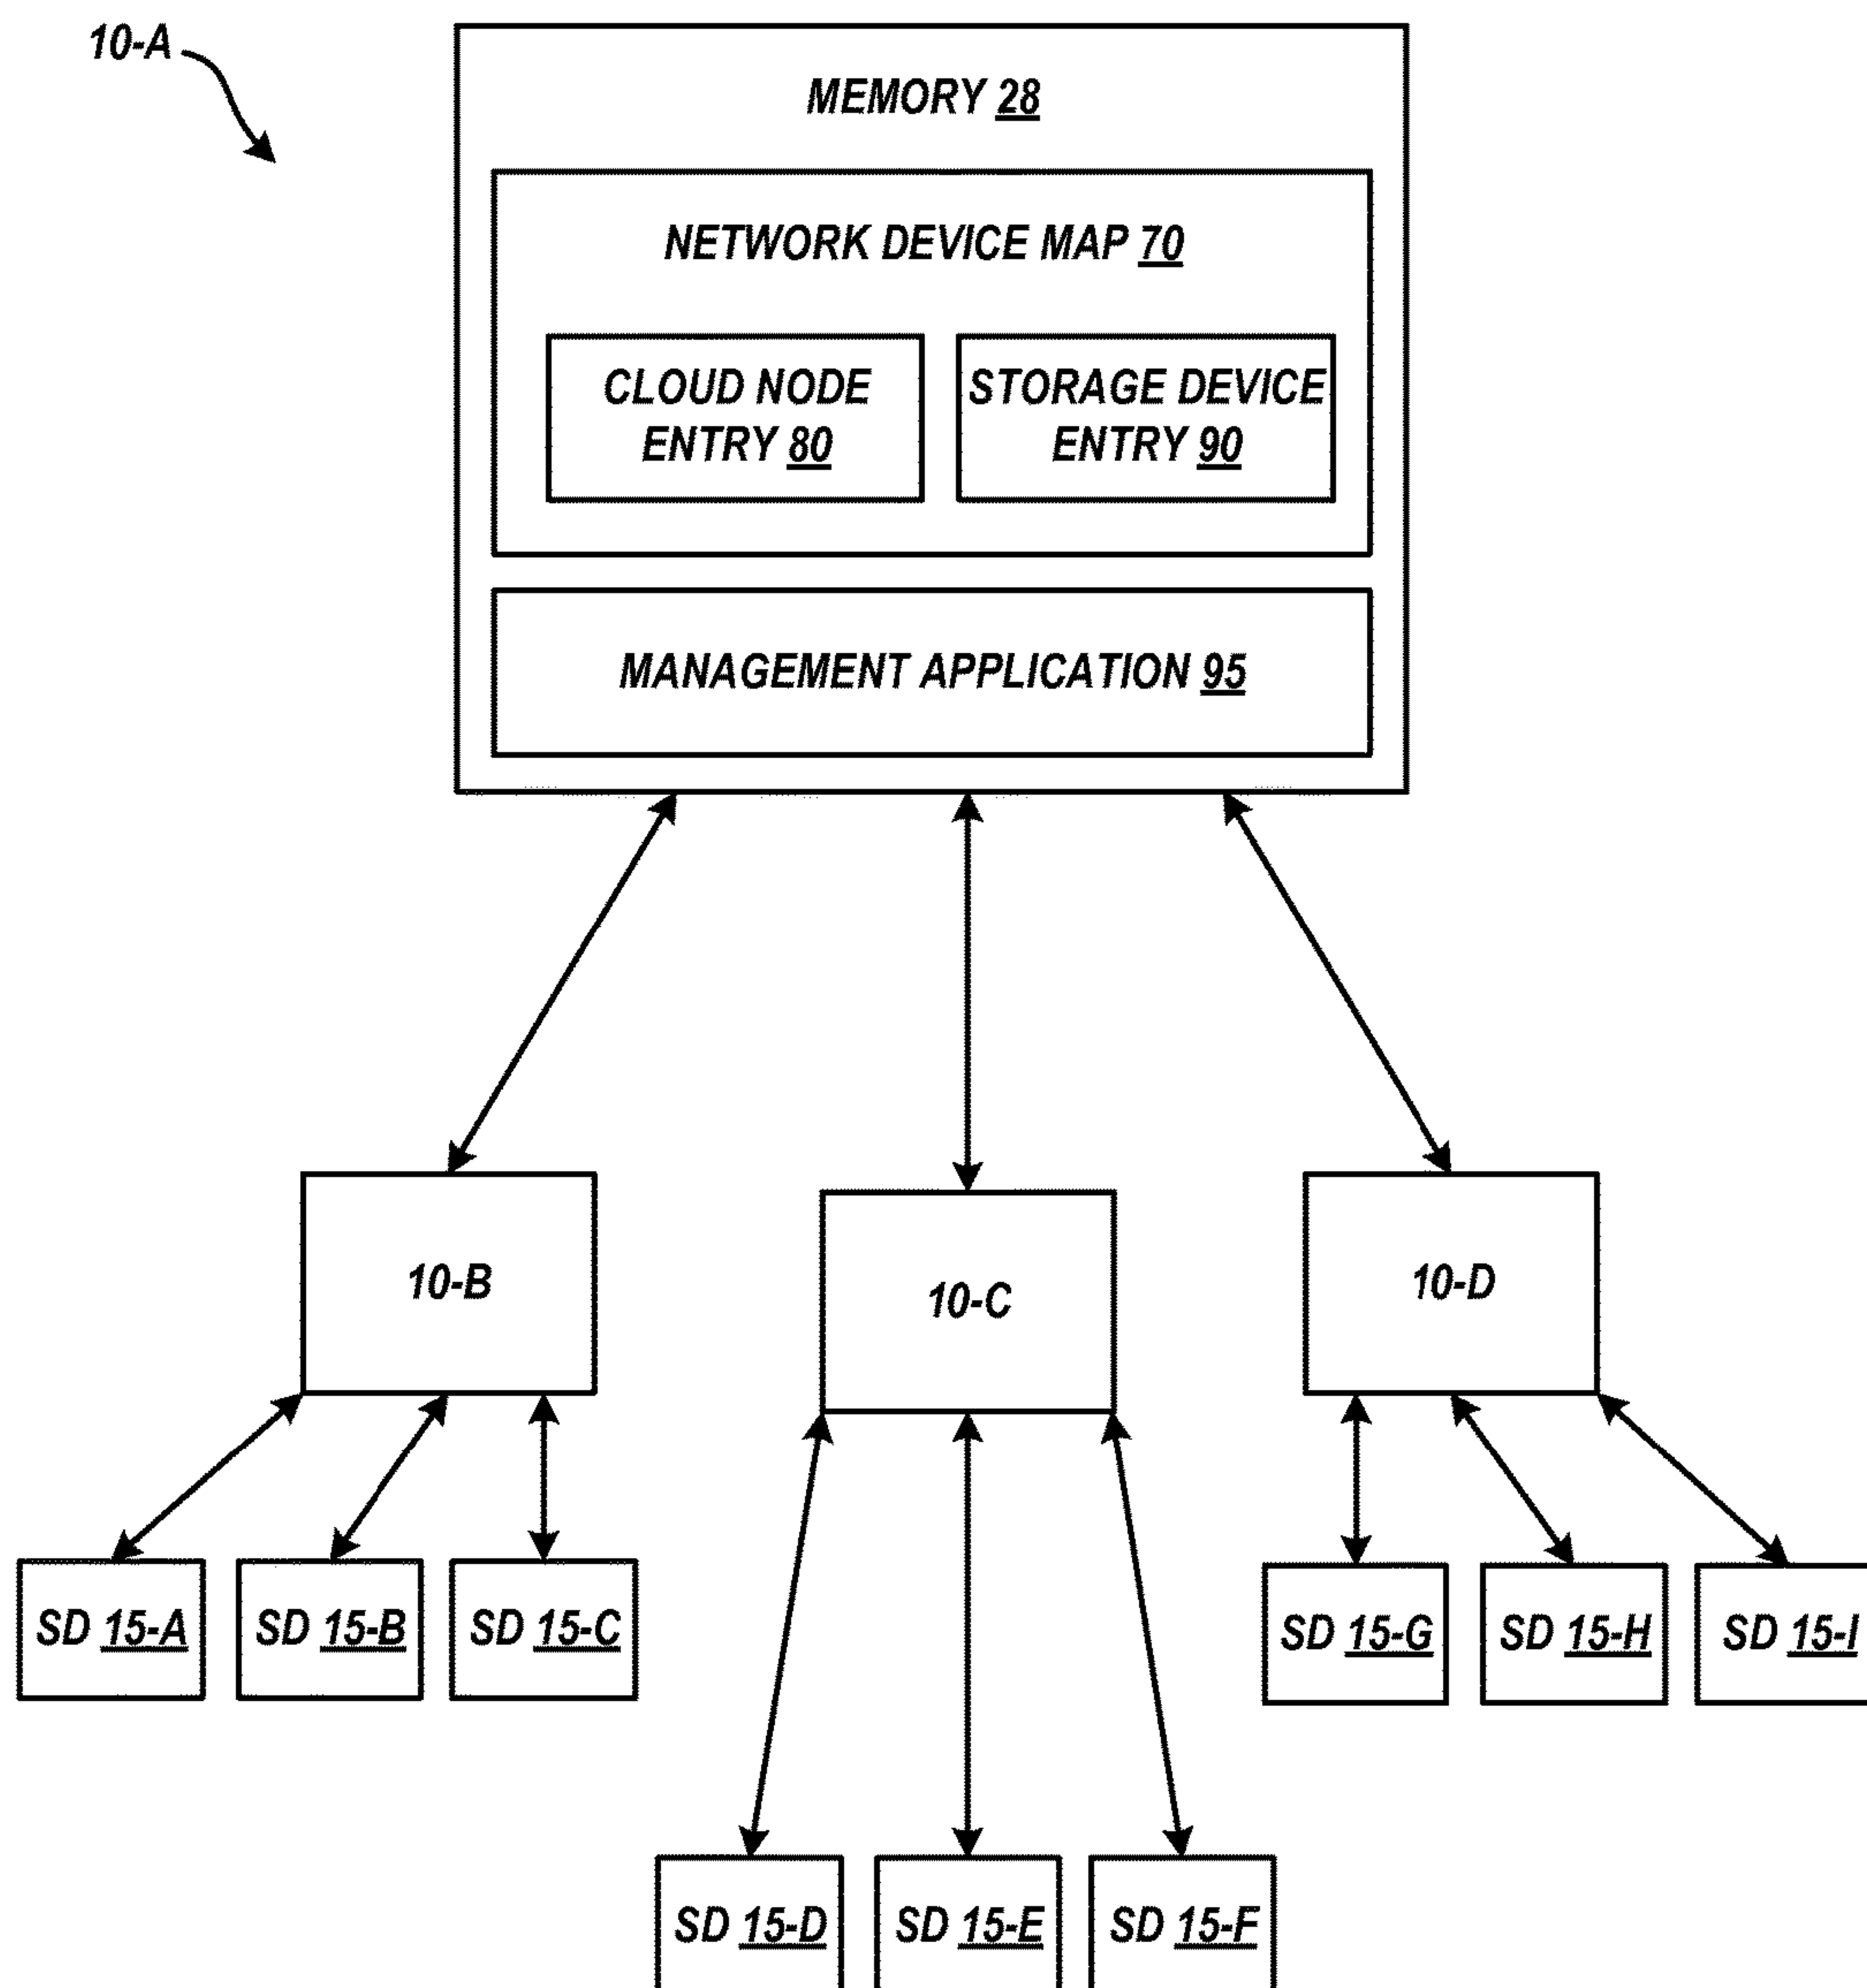 10-A
MEMORY 28
NETWORK DEVICE MAP 70
CLOUD NODE
ENTRY 80
STORAGE DEVICE
ENTRY 90
MANAGEMENT APPLICATION 95
10-B
10-C
10-D
SD 15-A
SD 15-B
SD 15-C
SD 15-G
SD 15-H
SD 15-I
SD 15-D
SD 15-E
SD 15-F